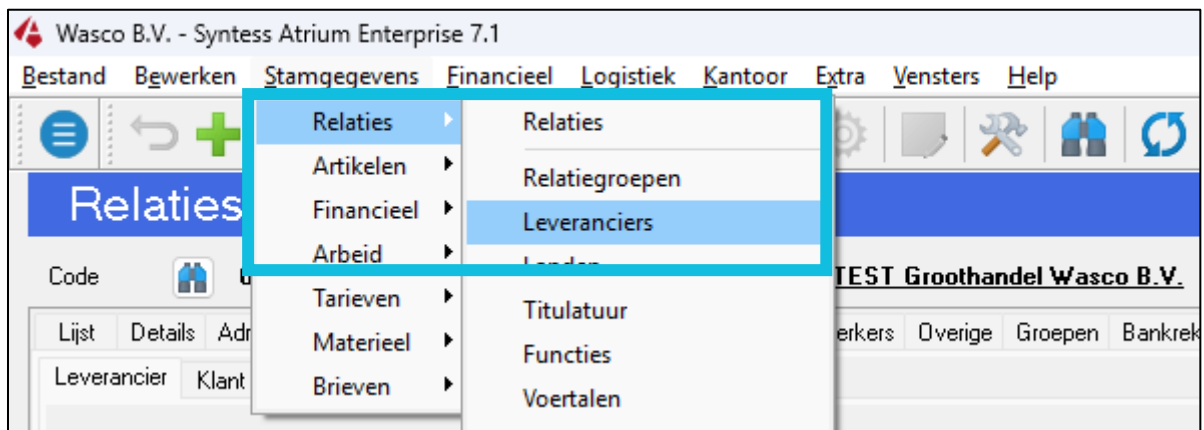 Wasco B.V. - Syntess Atrium Enterprise 7.1
Bestand Bewerken Stamgegevens Financieel Logistiek Kantoor Extra Vensters Help
Relaties Relaties
Artikelen Relatiegroepen
Relaties Financieel Leveranciers
Code Arbeid TEST Groothandel Wasco B.V.
Tarieven Titulatuur
Lijst Details Materieel Functies Overige Groepen
Leverancier Klant Brieven Voertalen